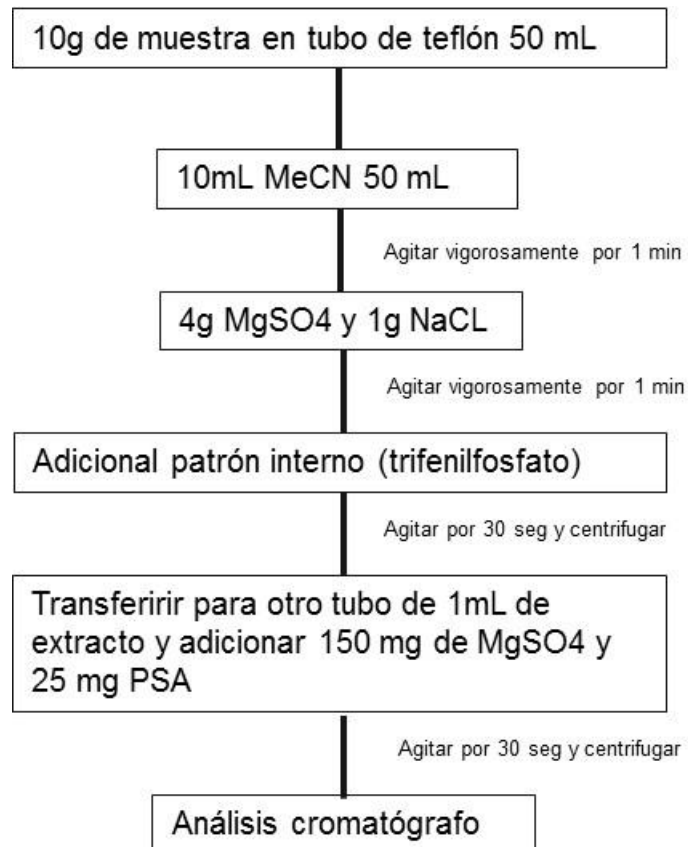 10g de muestra en tubo de teflón 50 mL
10mL MeCN 50 mL
Agitar vigorosamente por 1 min
4g MgSO4 y 1g NaCL
Agitar vigorosamente por 1 min
Adicional patrón interno (trifenilfosfato)
Agitar por 30 seg y centrifugar
Transferirir para otro tubo de 1mL de
extracto y adicionar 150 mg de MgSO4 y
25 mg PSA
Agitar por 30 seg y centrifugar
Análisis cromatógrafo